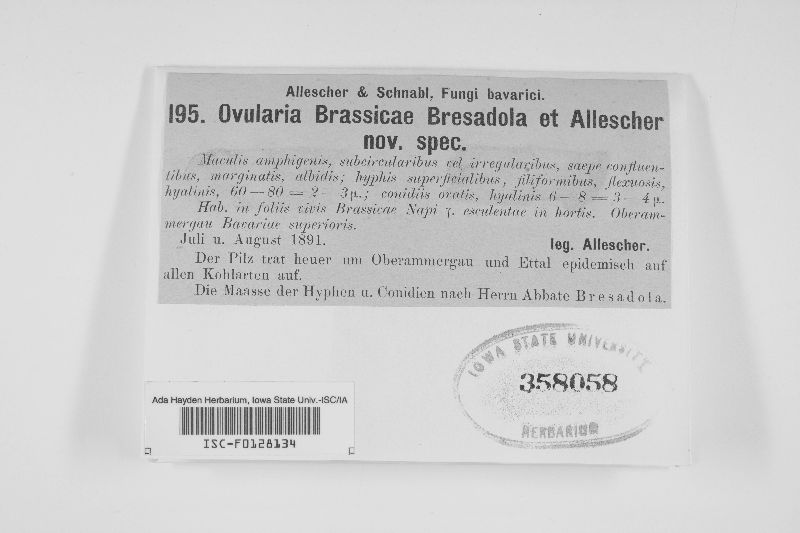 Allescher & Schnabl, Fungi bavarici.
195. Ovularia Brassicae Bresadola et Allescher
nov. spec.
Maculis amphigenis, subcircularibus vel irregularibus, saepe confluen-
tibus, marginatis, albidis; hyphis superficialibus, filiformibus, flexuosis,
hyalinis, 60—80 = 2—3µ.; conidiis ovatis, hyalinis 6—8 = 3—4µ.
Hab. in foliis vivis Brassicae Napi γ. esculentae in hortis. Oberam-
mergau Bavariae superioris.
Juli u. August 1891. leg. Allescher.
Der Pilz trat heuer um Oberammergau und Ettal epidemisch auf
allen Kohlarten auf.
Die Maasse der Hyphen u. Conidien nach Herrn Abbate Bresadola.
IOWA STATE UNIVERSITY
358058
HERBARIUM
Ada Hayden Herbarium, Iowa State Univ.-ISC/IA
ISC-F0128134